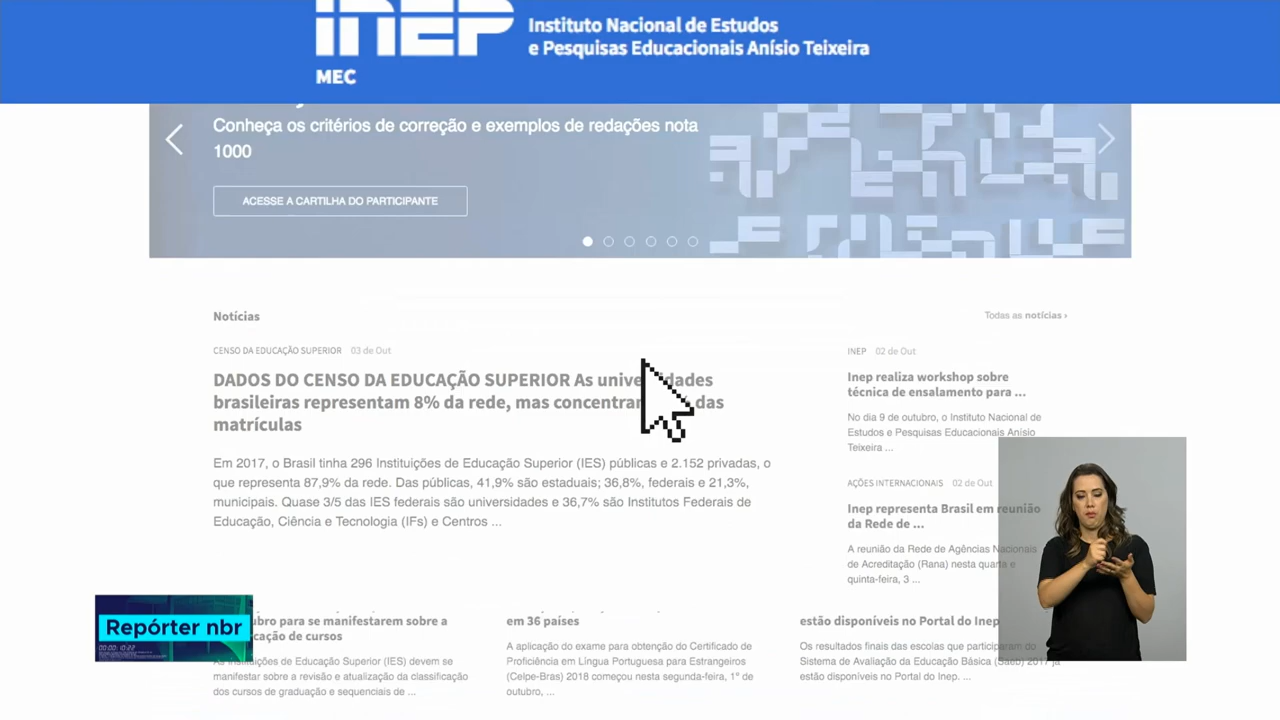 INEP
Instituto Nacional de Estudos
e Pesquisas Educacionais Anísio Teixeira
MEC
Conheça os critérios de correção e exemplos de redações nota
1000
ACESSE A CARTILHA DO PARTICIPANTE
Notícias
Todas as notícias ›
CENSO DA EDUCAÇÃO SUPERIOR 03 de Out
DADOS DO CENSO DA EDUCAÇÃO SUPERIOR As universidades
brasileiras representam 8% da rede, mas concentram das
matrículas
Em 2017, o Brasil tinha 296 Instituições de Educação Superior (IES) públicas e 2.152 privadas, o
que representa 87,9% da rede. Das públicas, 41,9% são estaduais; 36,8%, federais e 21,3%,
municipais. Quase 3/5 das IES federais são universidades e 36,7% são Institutos Federais de
Educação, Ciência e Tecnologia (IFs) e Centros ...
INEP 02 de Out
Inep realiza workshop sobre
técnica de ensalamento para ...
No dia 9 de outubro, o Instituto Nacional de
Estudos e Pesquisas Educacionais Anísio
Teixeira ...
AÇÕES INTERNACIONAIS 02 de Out
Inep representa Brasil em reunião
da Rede de ...
A reunião da Rede de Agências Nacionais
de Acreditação (Rana) nesta quarta e
quinta-feira, 3 ...
para se manifestarem sobre a
de cursos
As Instituições de Educação Superior (IES) devem se
manifestar sobre a revisão e atualização da classificação
dos cursos de graduação e sequenciais de ...
em 36 países
A aplicação do exame para obtenção do Certificado de
Proficiência em Língua Portuguesa para Estrangeiros
(Celpe-Bras) 2018 começou nesta segunda-feira, 1º de
outubro, ...
estão disponíveis no Portal do Inep
Os resultados finais das escolas que participaram do
Sistema de Avaliação da Educação Básica (Saeb) 2017 já
estão disponíveis no Portal do Inep. ...
Repórter nbr